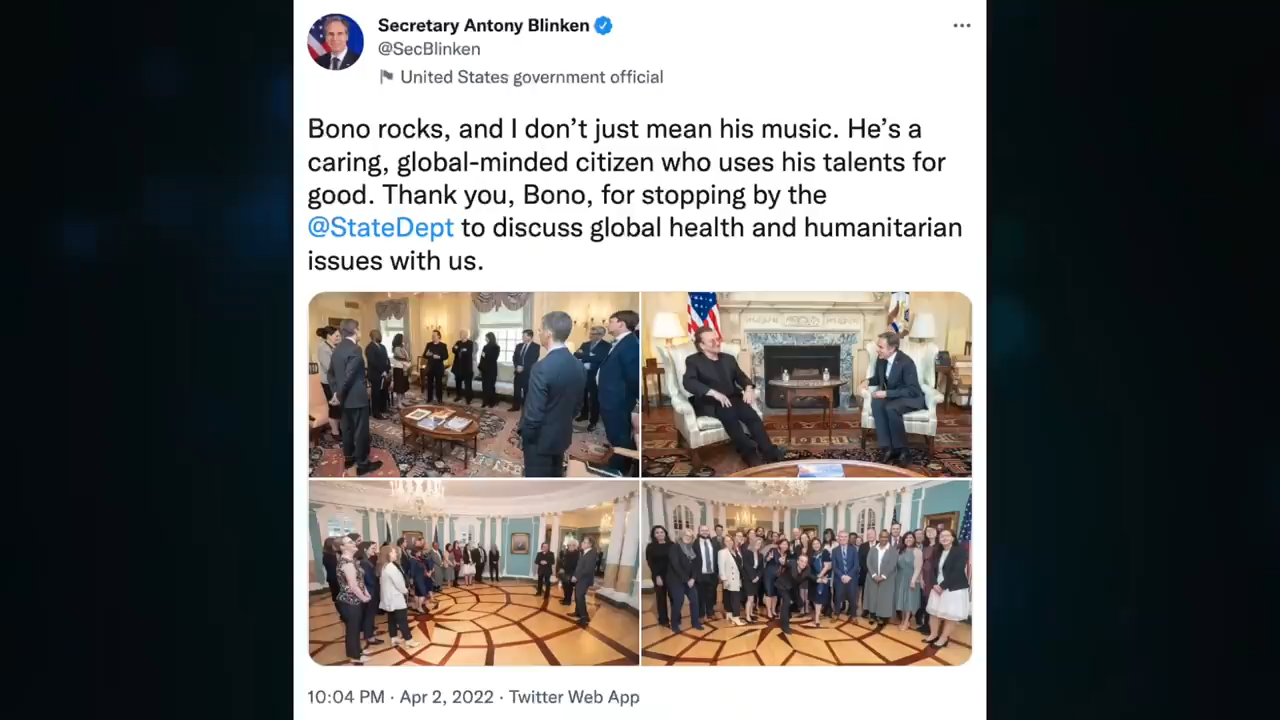 Secretary Antony Blinken
@SecBlinken
United States government official
Bono rocks, and I don’t just mean his music. He’s a
caring, global-minded citizen who uses his talents for
good. Thank you, Bono, for stopping by the
@StateDept to discuss global health and humanitarian
issues with us.
10:04 PM · Apr 2, 2022 · Twitter Web App